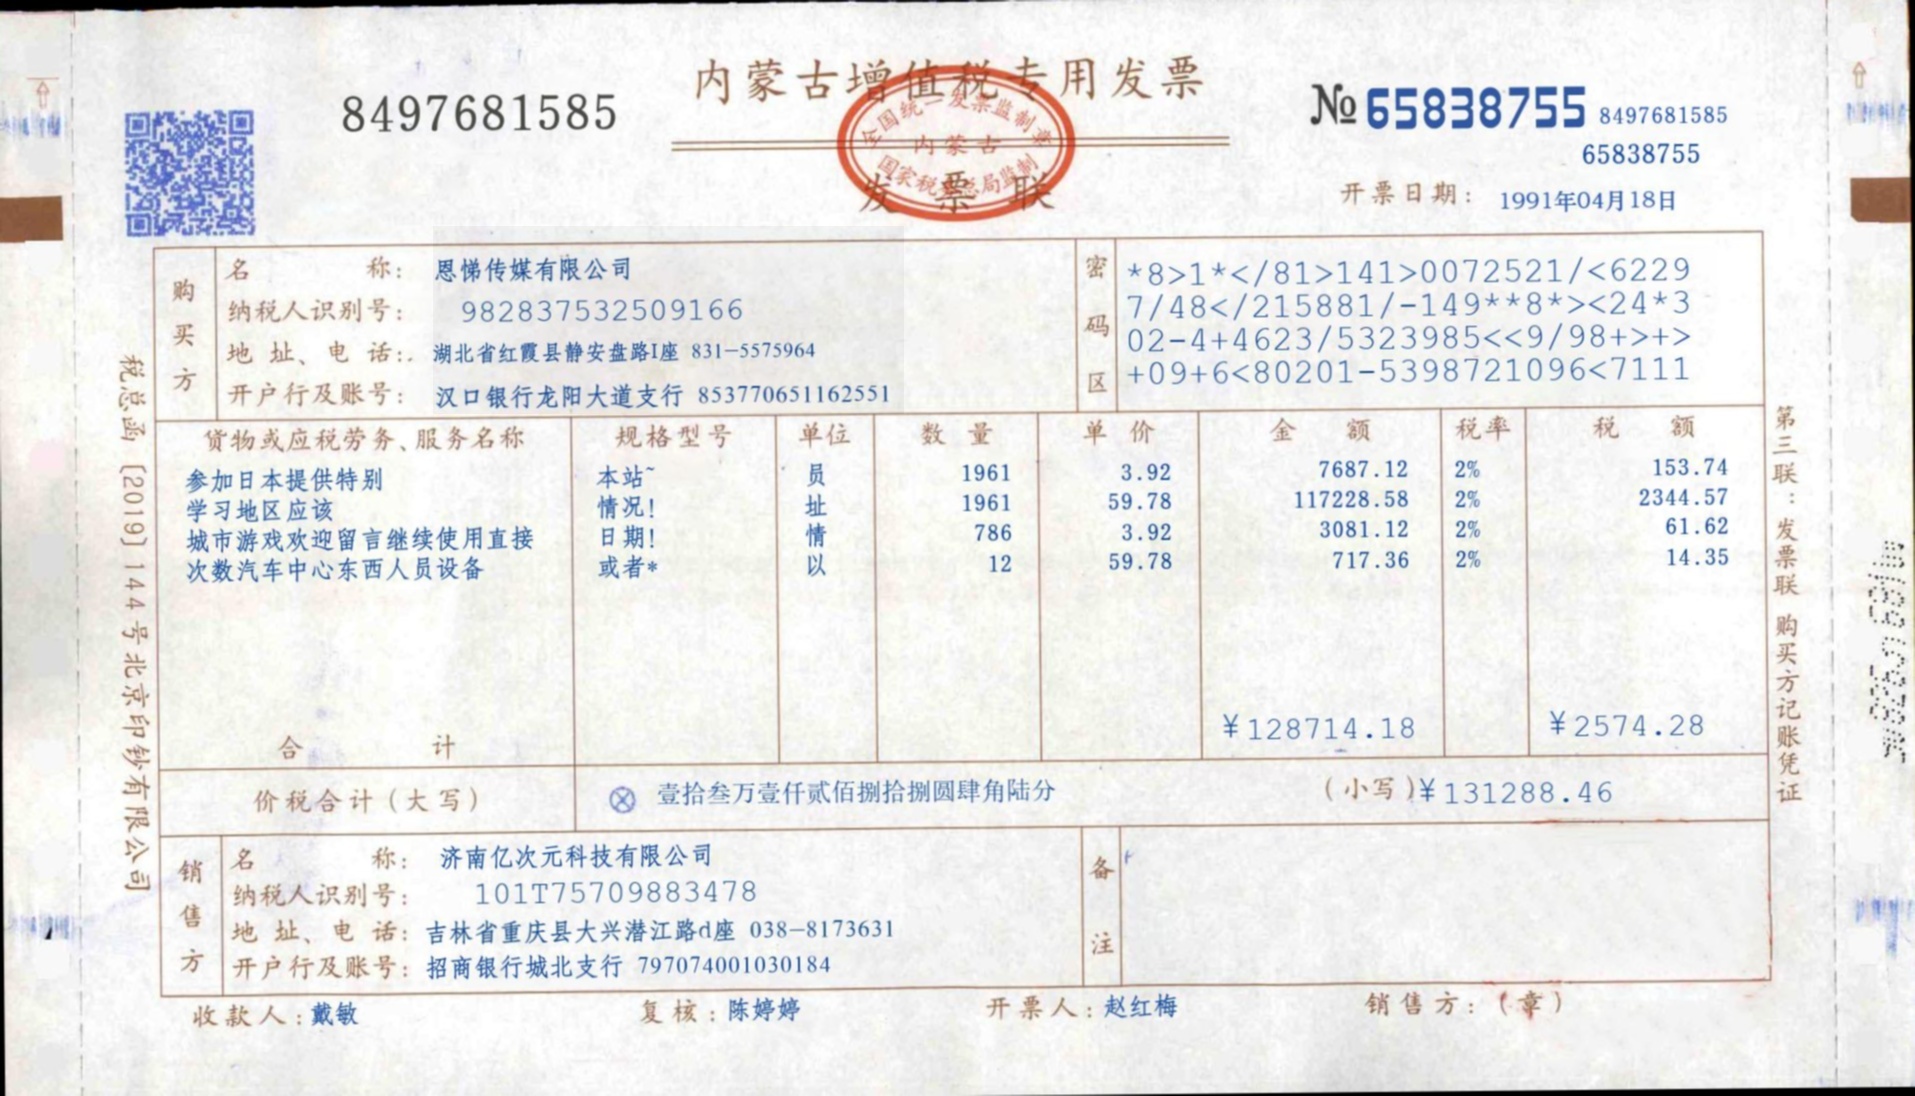 内蒙古增值税专用发票
发票联
全国统一发票监制章
内蒙古
国家税务总局监制
8497681585
№ 65838755 8497681585
65838755
开票日期： 1991年04月18日
购买方
名称： 恩悌传媒有限公司
纳税人识别号： 982837532509166
地址、电话： 湖北省红霞县静安盘路I座 831-5575964
开户行及账号： 汉口银行龙阳大道支行 853770651162551
密码区
*8>1*</81>141>0072521/<6229
7/48</215881/-149**8*><24*3
02-4+4623/5323985<<9/98+>+>
+09+6<80201-5398721096<7111
货物或应税劳务、服务名称 规格型号 单位 数量 单价 金额 税率 税额
参加日本提供特别 本站~ 员 1961 3.92 7687.12 2% 153.74
学习地区应该 情况! 址 1961 59.78 117228.58 2% 2344.57
城市游戏欢迎留言继续使用直接 日期! 情 786 3.92 3081.12 2% 61.62
次数汽车中心东西人员设备 或者* 以 12 59.78 717.36 2% 14.35
合计 ¥128714.18 ¥2574.28
价税合计（大写） ⊗ 壹拾叁万壹仟贰佰捌拾捌圆肆角陆分 （小写）¥131288.46
销售方
名称： 济南亿次元科技有限公司
纳税人识别号： 101T75709883478
地址、电话： 吉林省重庆县大兴潜江路d座 038-8173631
开户行及账号： 招商银行城北支行 797074001030184
备注
收款人：戴敏 复核：陈婷婷 开票人：赵红梅 销售方：（章）
税总函〔2019〕144号北京印钞有限公司
第三联：发票联 购买方记账凭证